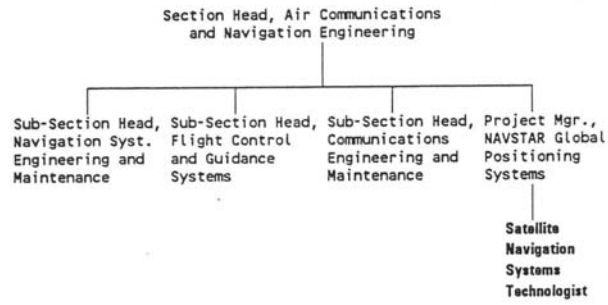 Section Head, Air Communications
and Navigation Engineering
Sub-Section Head,
Navigation Syst.
Engineering and
Maintenance
Sub-Section Head,
Flight Control
and Guidance
Systems
Sub-Section Head,
Communications
Engineering and
Maintenance
Project Mgr.,
NAVSTAR Global
Positioning
Systems
Satellite
Navigation
Systems
Technologist